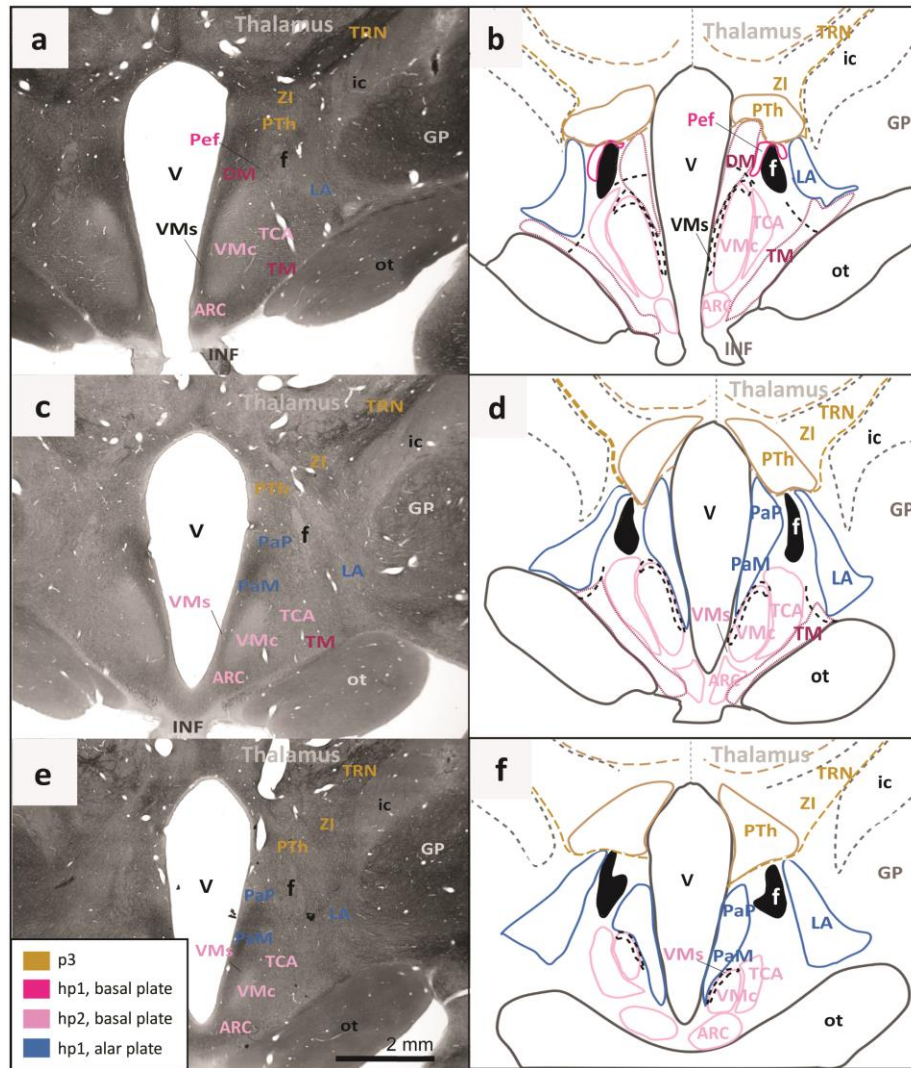 a
Thalamus
TRN
ic
ZI
PTh
GP
Pef
f
DM
V
LA
VMs
TCA
VMc
TM
ot
ARC
INF
b
Thalamus
TRN
ic
ZI
PTh
GP
Pef
DM
f
V
LA
VMs
TCA
VMc
TM
ot
ARC
INF
c
Thalamus
TRN
ic
ZI
PTh
GP
V
f
PaP
LA
PaM
VMs
TCA
VMc
TM
ARC
ot
INF
d
Thalamus
TRN
ic
ZI
PTh
GP
V
PaP
f
PaM
LA
VMs
TCA
VMc
TM
ARC
ot
e
Thalamus
TRN
ic
ZI
PTh
GP
V
f
PaP
LA
PaM
VMs
TCA
VMc
ARC
ot
2 mm
p3
hp1, basal plate
hp2, basal plate
hp1, alar plate
f
Thalamus
TRN
ic
ZI
PTh
GP
V
f
PaP
LA
PaM
VMs
TCA
VMc
ARC
ot